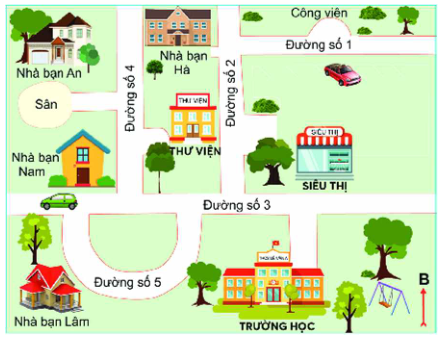 Công viên
Đường số 1
Nhà bạn An
Nhà bạn
Hà
Đường số 4
Đường số 2
Sân
THƯ VIỆN
THƯ VIỆN
SIÊU THỊ
SIÊU THỊ
Nhà bạn
Nam
Đường số 3
Đường số 5
B
Nhà bạn Lâm
TRƯỜNG HỌC